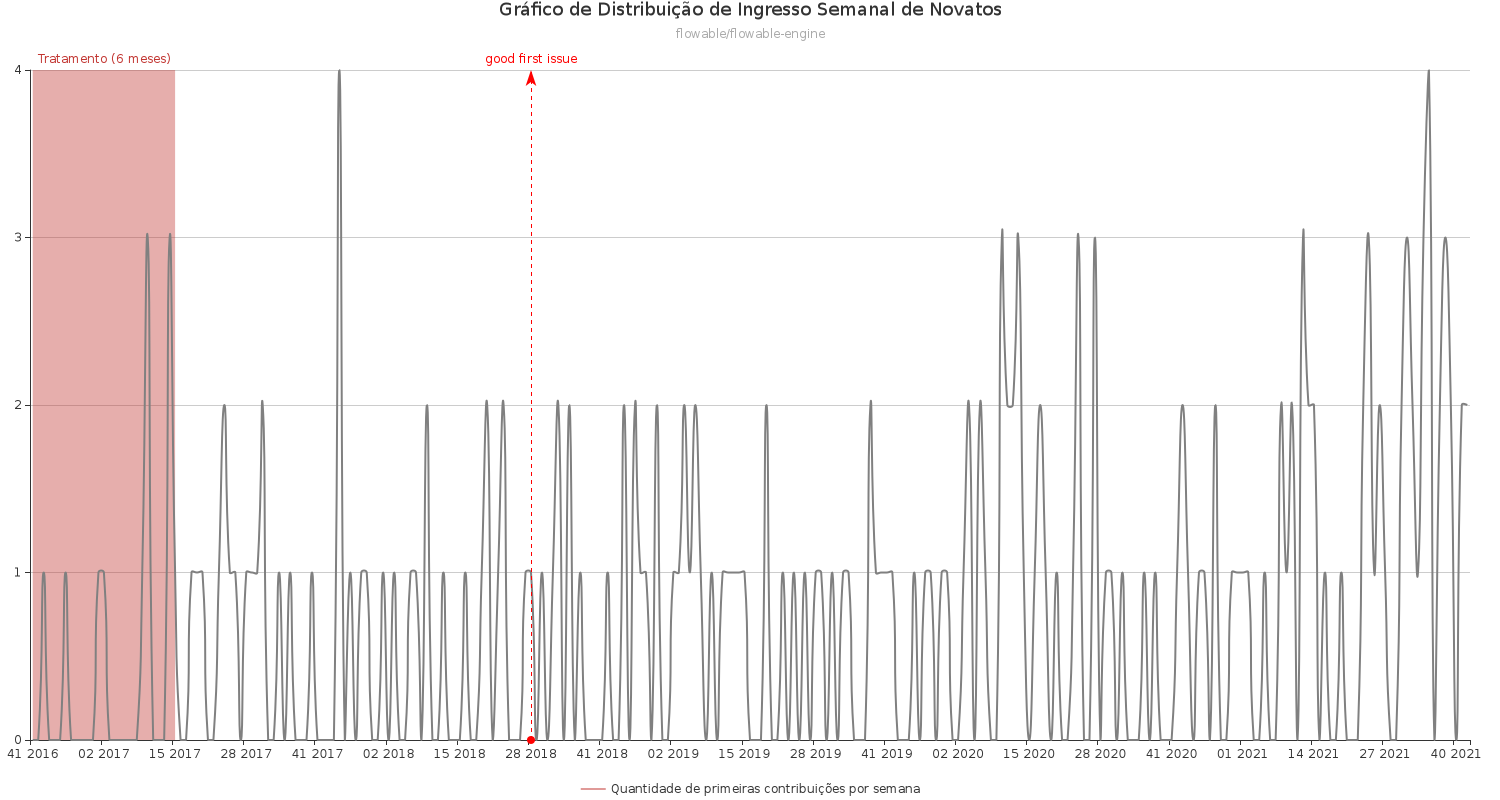 Gráfico de Distribuição de Ingresso Semanal de Novatos
flowable/flowable-engine
Tratamento (6 meses)
good first issue
4
3
2
1
0
41 2016 02 2017 15 2017 28 2017 41 2017 02 2018 15 2018 28 2018 41 2018 02 2019 15 2019 28 2019 41 2019 02 2020 15 2020 28 2020 41 2020 01 2021 14 2021 27 2021 40 2021
Quantidade de primeiras contribuições por semana